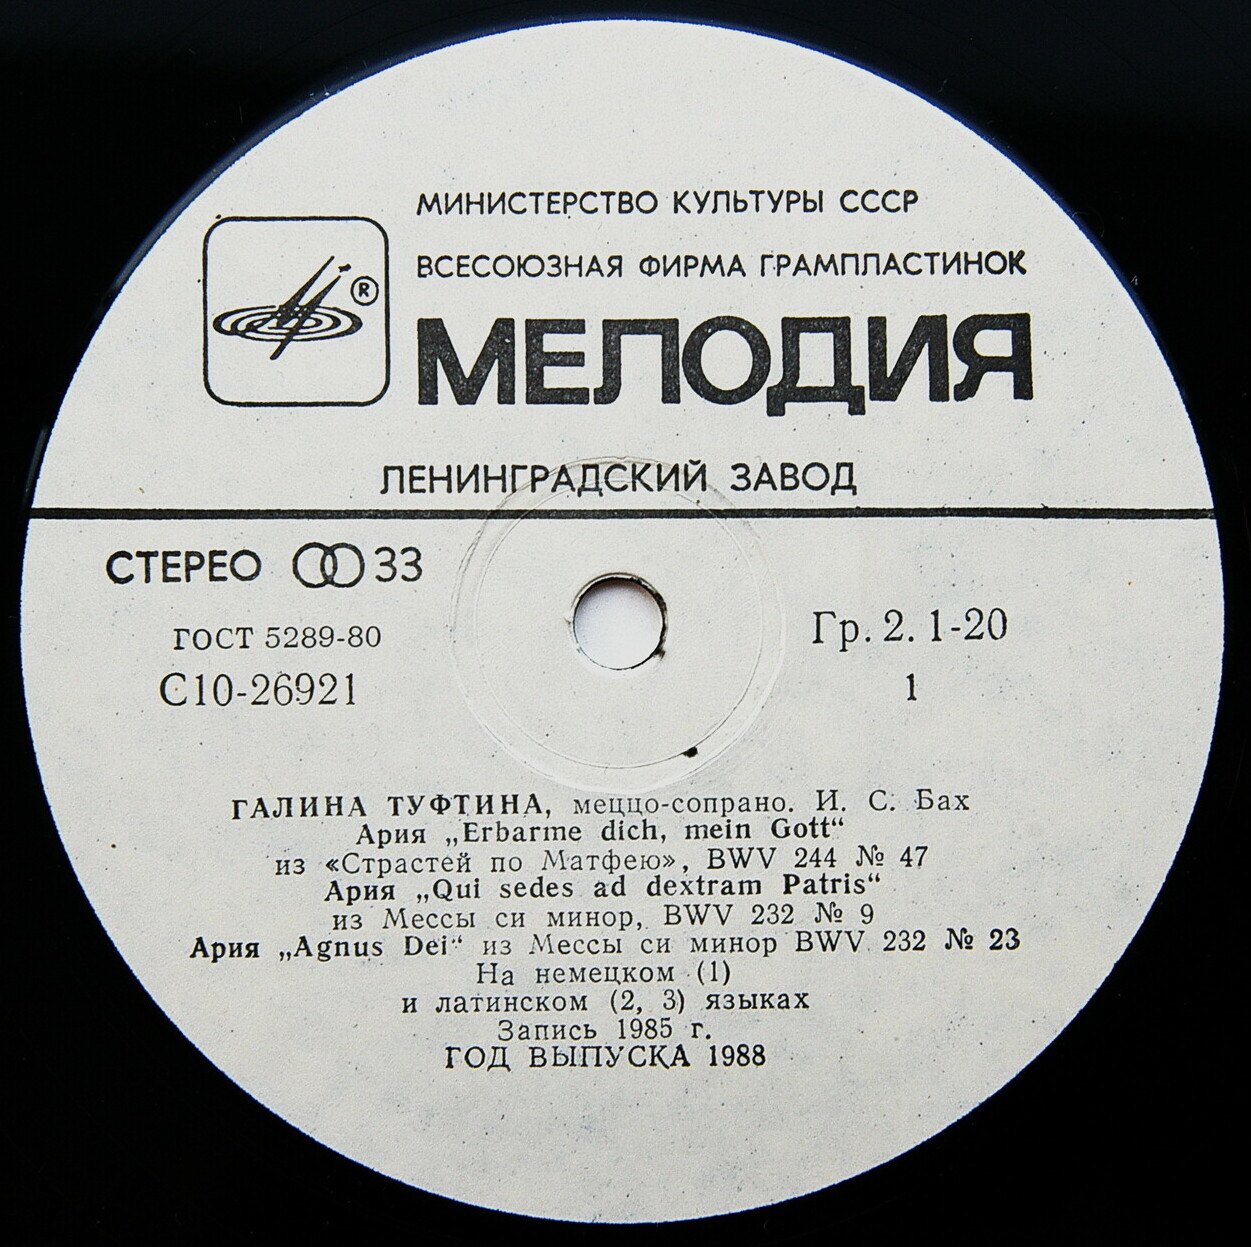 МИНИСТЕРСТВО КУЛЬТУРЫ СССР
ВСЕСОЮЗНАЯ ФИРМА ГРАМПЛАСТИНОК
®
МЕЛОДИЯ
ЛЕНИНГРАДСКИЙ ЗАВОД
СТЕРЕО 33
ГОСТ 5289-80
Гр. 2. 1-20
С10-26921
1
ГАЛИНА ТУФТИНА, меццо-сопрано. И. С. Бах
Ария „Erbarme dich, mein Gott“
из «Страстей по Матфею», BWV 244 № 47
Ария „Qui sedes ad dextram Patris“
из Мессы си минор, BWV 232 № 9
Ария „Agnus Dei“ из Мессы си минор BWV 232 № 23
На немецком (1)
и латинском (2, 3) языках
Запись 1985 г.
ГОД ВЫПУСКА 1988